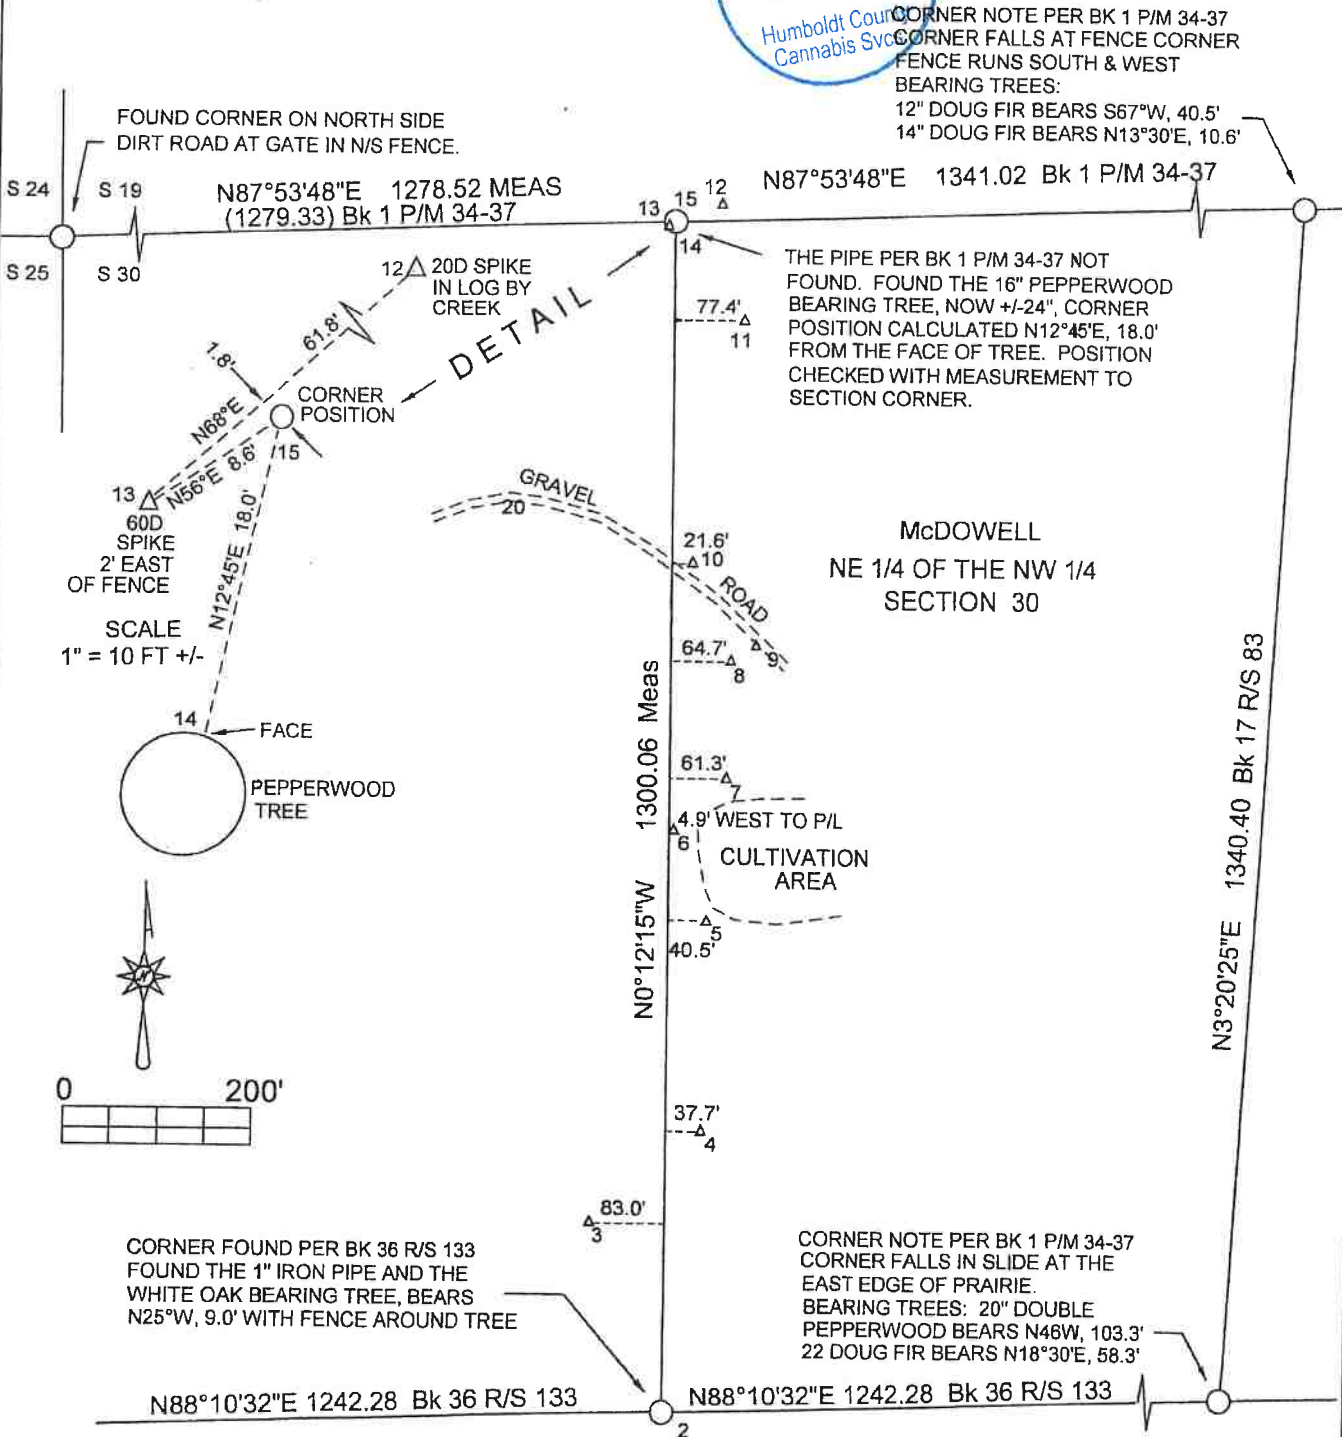 Humboldt County
Cannabis Svcs
CORNER NOTE PER BK 1 P/M 34-37
CORNER FALLS AT FENCE CORNER
FENCE RUNS SOUTH & WEST
BEARING TREES:
12" DOUG FIR BEARS S67°W, 40.5'
14" DOUG FIR BEARS N13°30'E, 10.6'
FOUND CORNER ON NORTH SIDE
DIRT ROAD AT GATE IN N/S FENCE.
S 24
S 19
S 25
S 30
N87°53'48"E 1278.52 MEAS
(1279.33) Bk 1 P/M 34-37
13
15
12
14
N87°53'48"E 1341.02 Bk 1 P/M 34-37
THE PIPE PER BK 1 P/M 34-37 NOT
FOUND. FOUND THE 16" PEPPERWOOD
BEARING TREE, NOW +/-24", CORNER
POSITION CALCULATED N12°45'E, 18.0'
FROM THE FACE OF TREE. POSITION
CHECKED WITH MEASUREMENT TO
SECTION CORNER.
12
20D SPIKE
IN LOG BY
CREEK
DETAIL
61.8'
1.8'
N68°E
CORNER
POSITION
15
N56°E 8.6'
13
60D
SPIKE
2' EAST
OF FENCE
N12°45'E 18.0'
SCALE
1" = 10 FT +/-
14
FACE
PEPPERWOOD
TREE
N
0 200'
77.4'
11
GRAVEL
20
ROAD
21.6'
10
9
64.7'
8
McDOWELL
NE 1/4 OF THE NW 1/4
SECTION 30
61.3'
7
4.9' WEST TO P/L
6
CULTIVATION
AREA
5
40.5'
N0°12'15"W 1300.06 Meas
N3°20'25"E 1340.40 Bk 17 R/S 83
37.7'
4
83.0'
3
CORNER FOUND PER BK 36 R/S 133
FOUND THE 1" IRON PIPE AND THE
WHITE OAK BEARING TREE, BEARS
N25°W, 9.0' WITH FENCE AROUND TREE
CORNER NOTE PER BK 1 P/M 34-37
CORNER FALLS IN SLIDE AT THE
EAST EDGE OF PRAIRIE.
BEARING TREES: 20" DOUBLE
PEPPERWOOD BEARS N46W, 103.3'
22 DOUG FIR BEARS N18°30'E, 58.3'
N88°10'32"E 1242.28 Bk 36 R/S 133
N88°10'32"E 1242.28 Bk 36 R/S 133
2